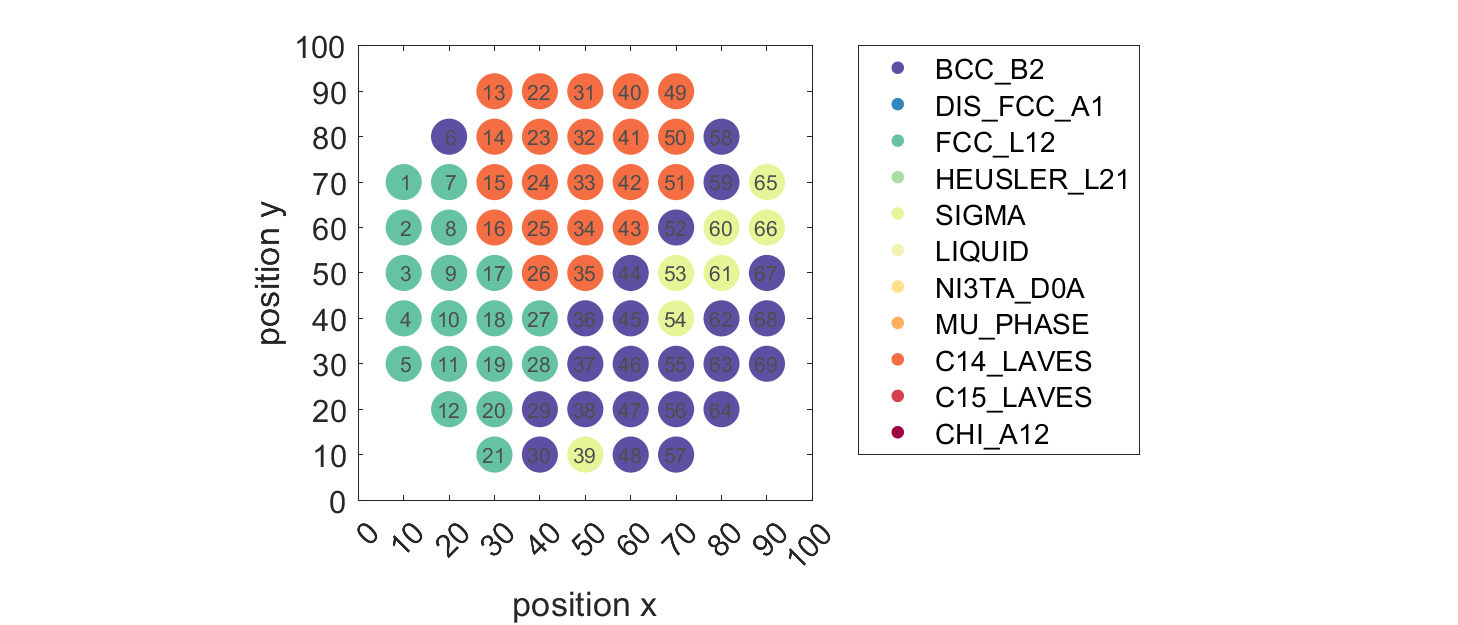 100
90
80
70
60
50
40
30
20
10
0
position y
13 22 31 40 49
6 14 23 32 41 50 58
1 7 15 24 33 42 51 59 65
2 8 16 25 34 43 52 60 66
3 9 17 26 35 44 53 61 67
4 10 18 27 36 45 54 62 68
5 11 19 28 37 46 55 63 69
12 20 29 38 47 56 64
21 30 39 48 57
0 10 20 30 40 50 60 70 80 90 100
position x
BCC_B2
DIS_FCC_A1
FCC_L12
HEUSLER_L21
SIGMA
LIQUID
NI3TA_D0A
MU_PHASE
C14_LAVES
C15_LAVES
CHI_A12